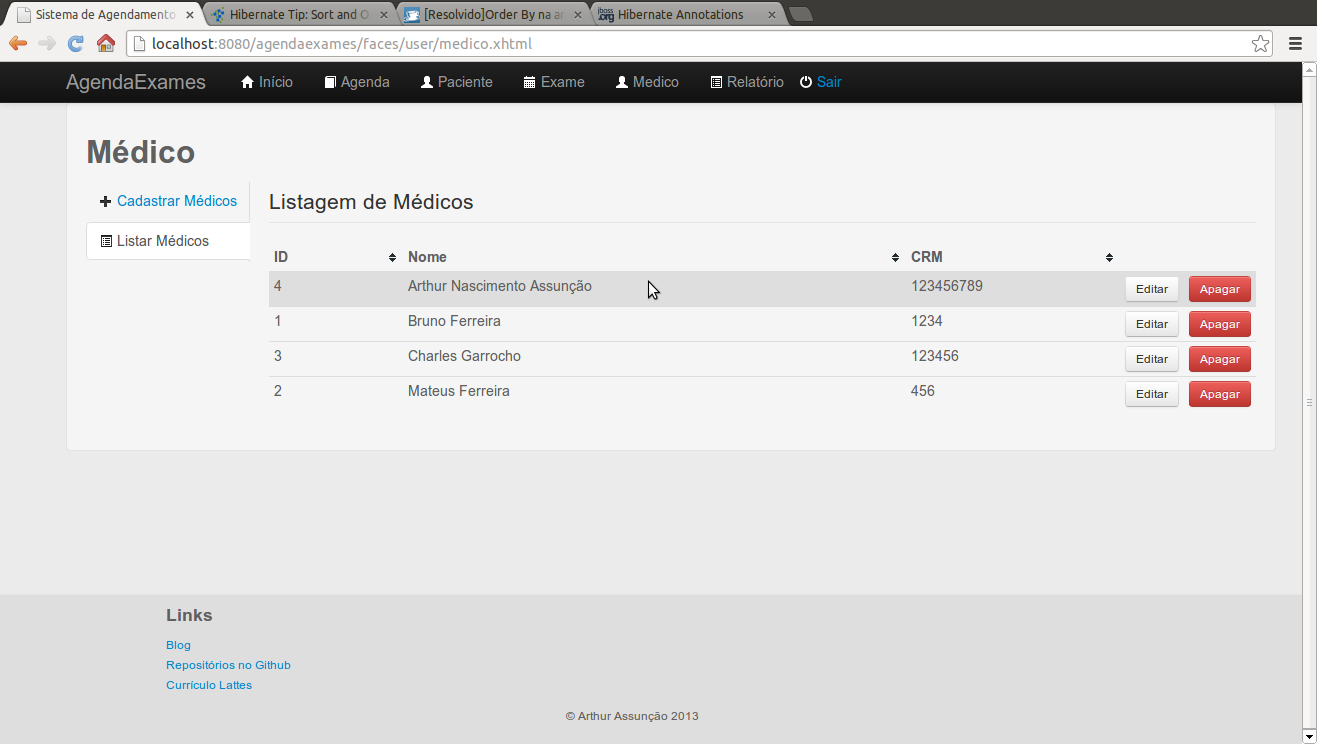 Sistema de Agendamento
Hibernate Tip: Sort and O
[Resolvido]Order By na a
Hibernate Annotations
localhost:8080/agendaexames/faces/user/medico.xhtml
AgendaExames Início Agenda Paciente Exame Medico Relatório Sair
Médico
Cadastrar Médicos
Listar Médicos
Listagem de Médicos
ID Nome CRM
4 Arthur Nascimento Assunção 123456789 Editar Apagar
1 Bruno Ferreira 1234 Editar Apagar
3 Charles Garrocho 123456 Editar Apagar
2 Mateus Ferreira 456 Editar Apagar
Links
Blog
Repositórios no Github
Currículo Lattes
© Arthur Assunção 2013